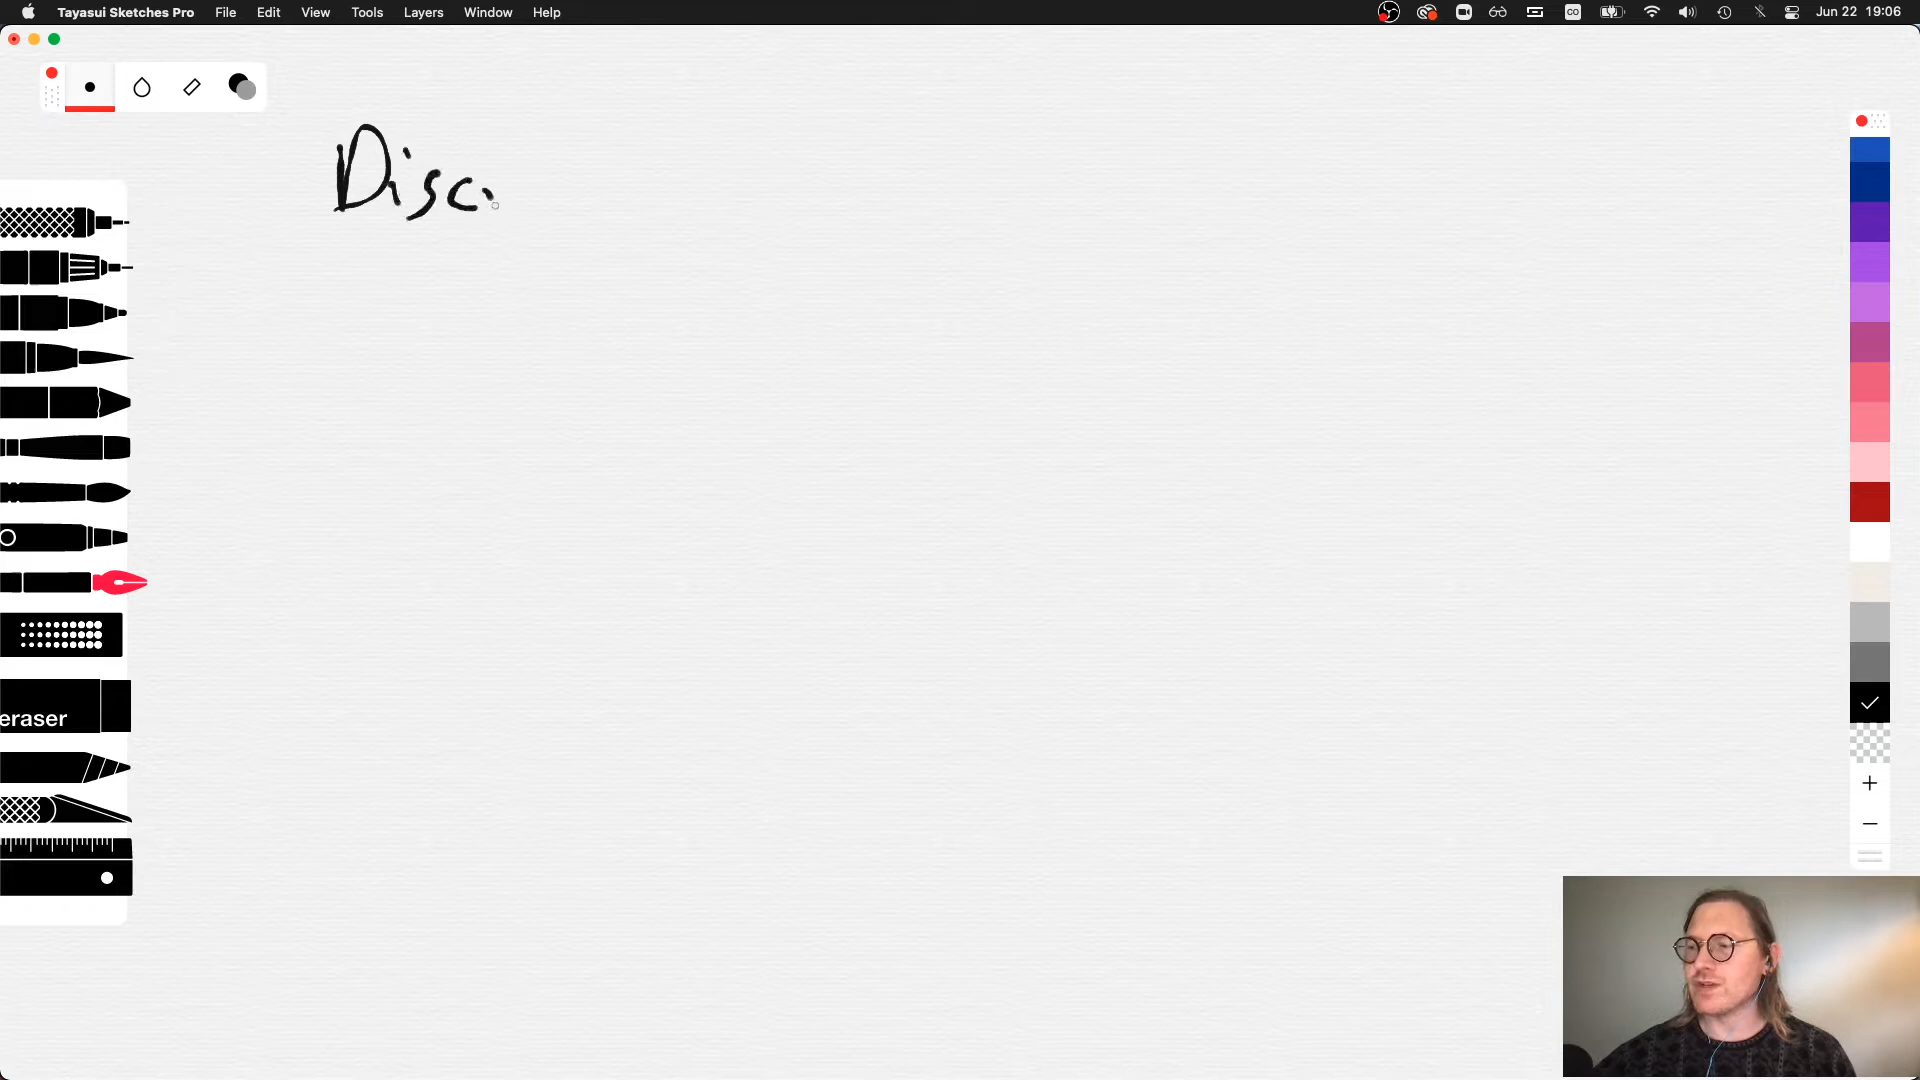 Tayasui Sketches Pro File Edit View Tools Layers Window Help Jun 22 19:06
Disc
eraser